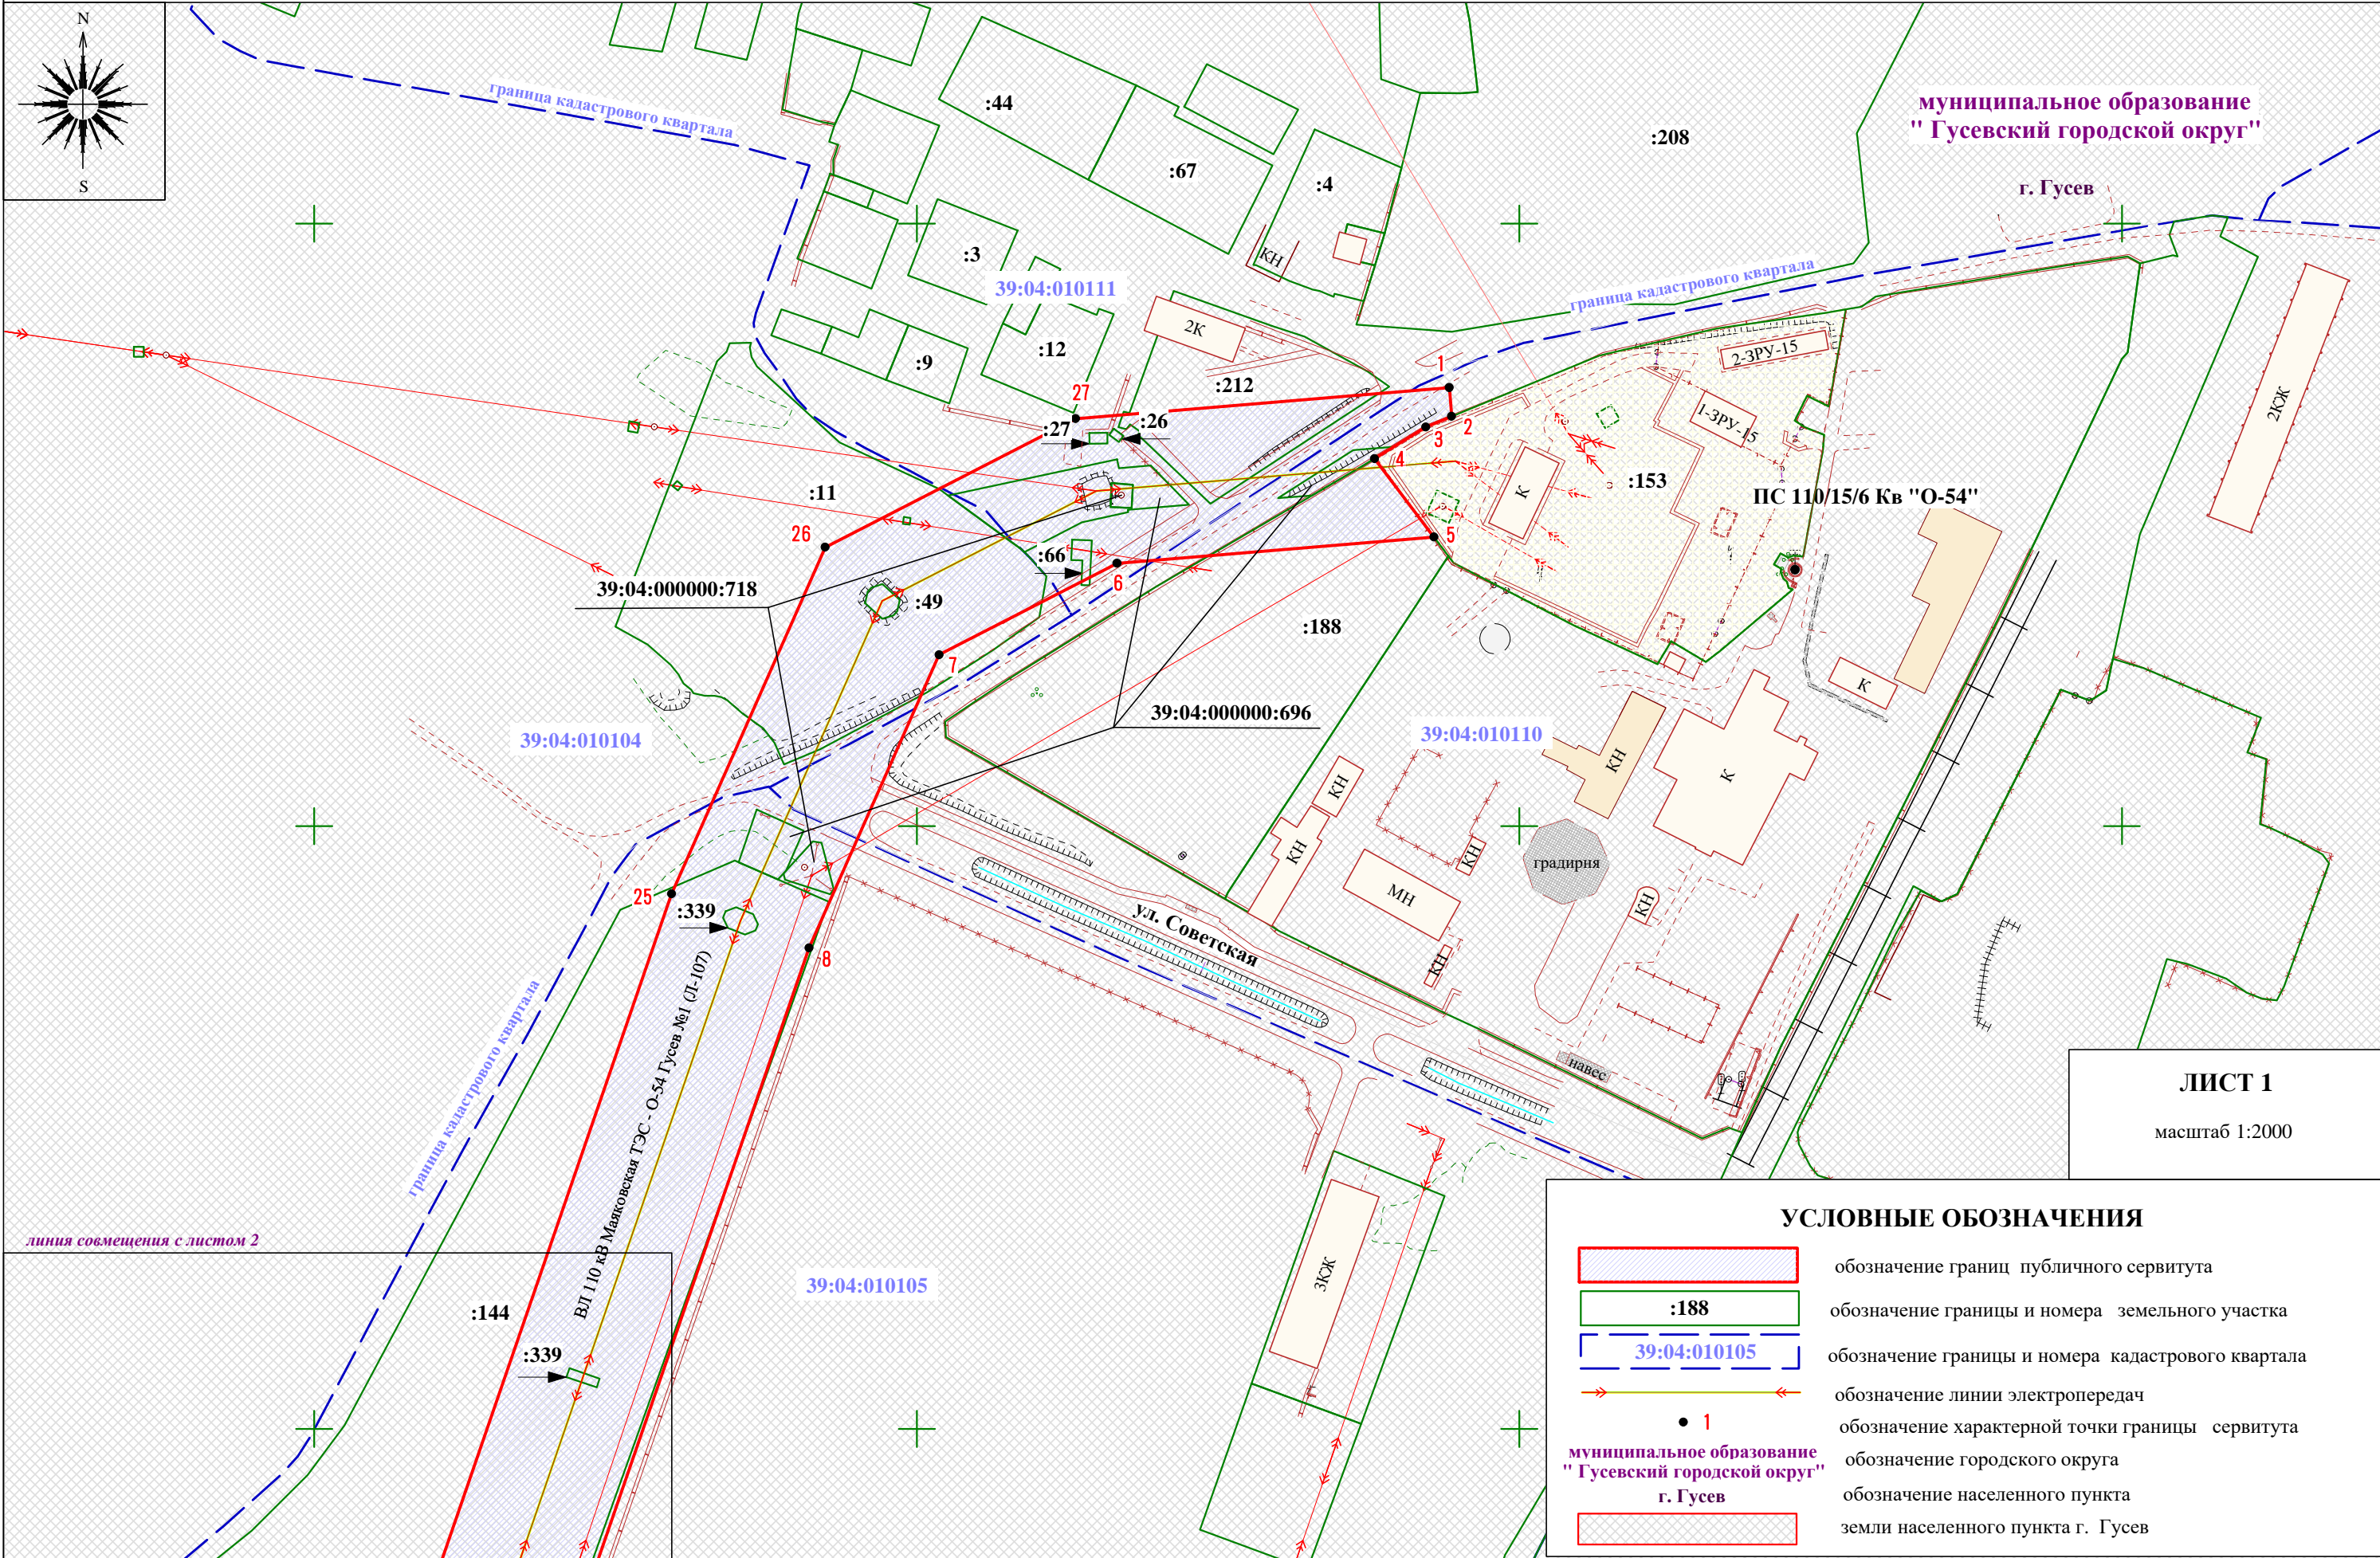 N
S
граница кадастрового квартала
:44
:67
:4
:208
муниципальное образование
" Гусевский городской округ"
г. Гусев
КН
:3
39:04:010111
граница кадастрового квартала
2К
:12
:9
:212
1
2
3
4
5
27
:27
:26
2-ЗРУ-15
1-ЗРУ-15
К
:153
ПС 110/15/6 Кв "О-54"
2КЖ
:11
26
:66
6
39:04:000000:718
:49
:188
7
К
39:04:000000:696
39:04:010104
39:04:010110
КН
К
КН
КН
МН
КН
градирня
КН
КН
25
:339
8
ул. Советская
навес
ВЛ 110 кВ Маяковская ТЭС - О-54 Гусев №1 (Л-107)
граница кадастрового квартала
линия совмещения с листом 2
39:04:010105
:144
:339
3КЖ
ЛИСТ 1
масштаб 1:2000
УСЛОВНЫЕ ОБОЗНАЧЕНИЯ
обозначение границ публичного сервитута
:188 обозначение границы и номера земельного участка
39:04:010105 обозначение границы и номера кадастрового квартала
обозначение линии электропередач
1 обозначение характерной точки границы сервитута
муниципальное образование
" Гусевский городской округ" обозначение городского округа
г. Гусев обозначение населенного пункта
земли населенного пункта г. Гусев